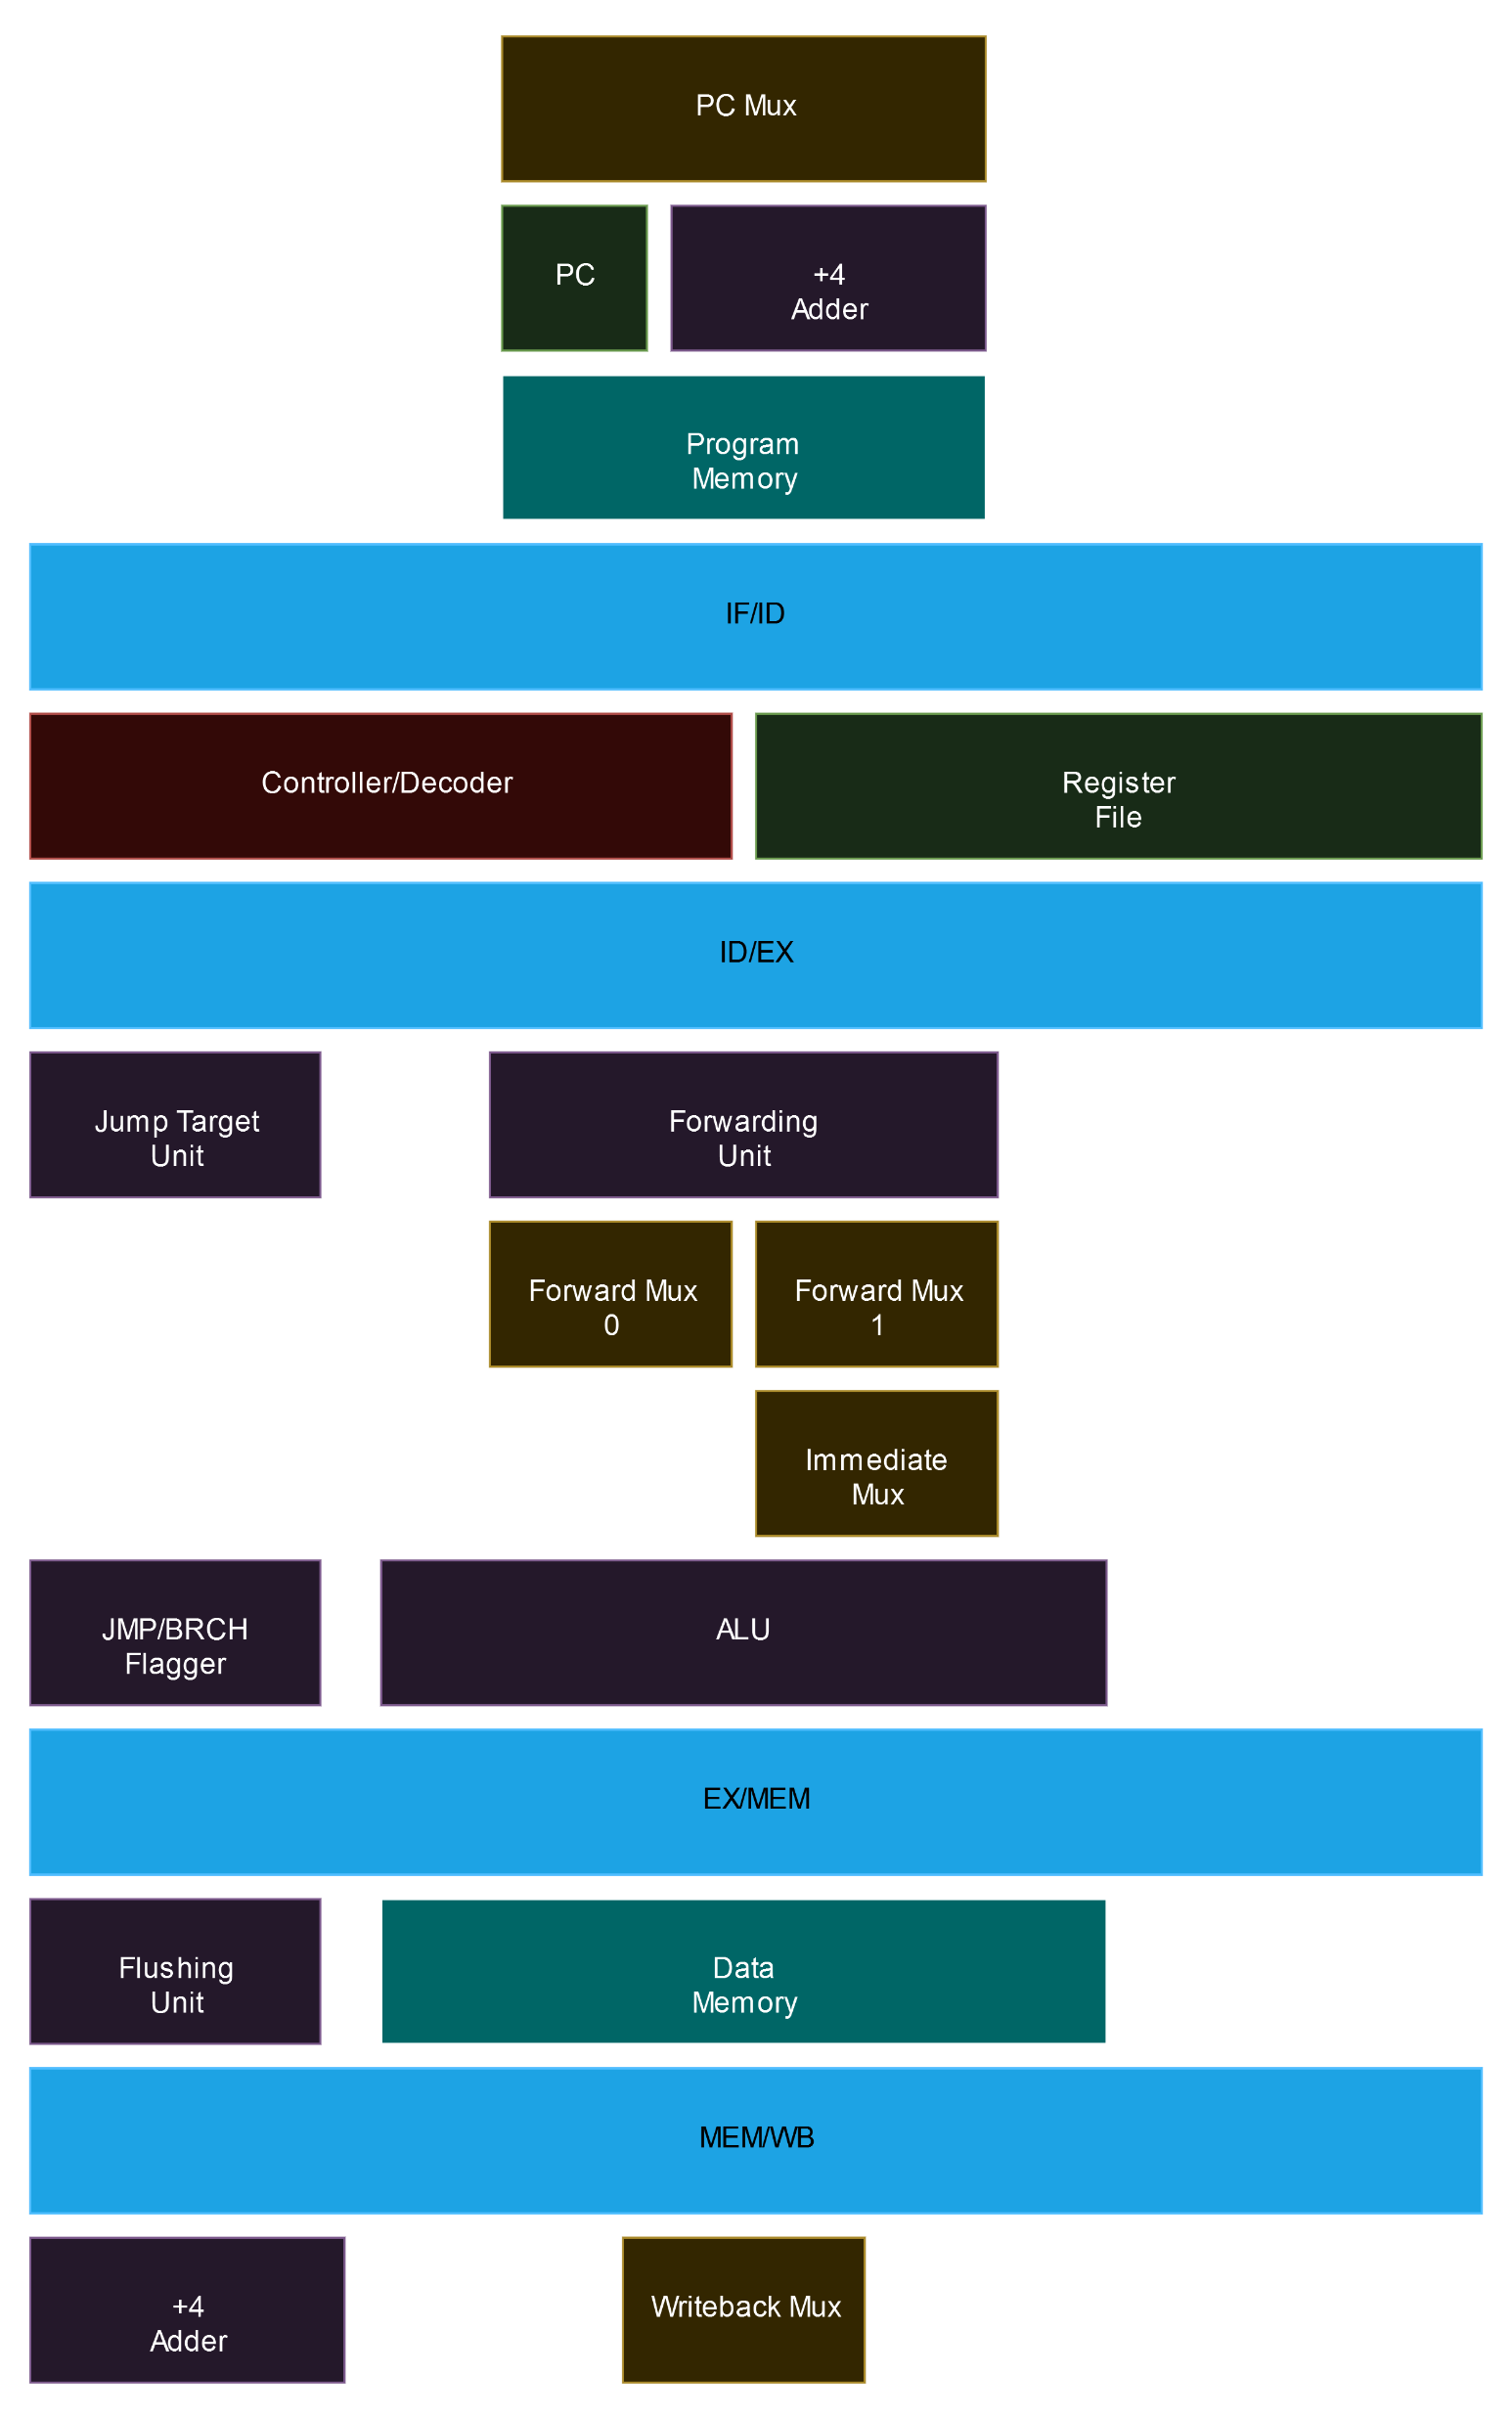 PC Mux
PC
+4
Adder
Program
Memory
IF/ID
Controller/Decoder
Register
File
ID/EX
Jump Target
Unit
Forwarding
Unit
Forward Mux
0
Forward Mux
1
Immediate
Mux
JMP/BRCH
Flagger
ALU
EX/MEM
Flushing
Unit
Data
Memory
MEM/WB
+4
Adder
Writeback Mux